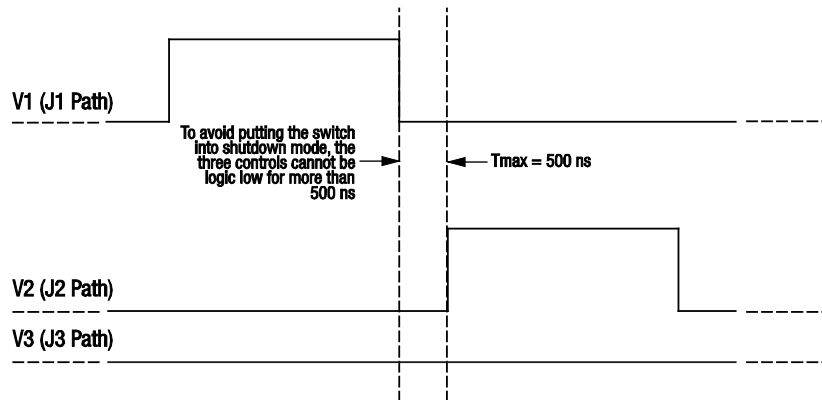 V1 (J1 Path)
To avoid putting the switch
into shutdown mode, the
three controls cannot be
logic low for more than
500 ns
Tmax = 500 ns
V2 (J2 Path)
V3 (J3 Path)